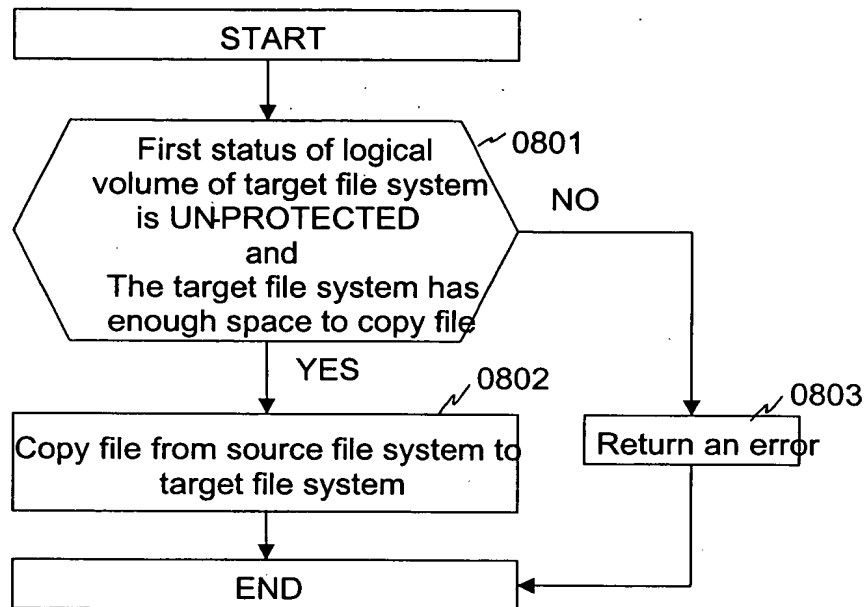 START
First status of logical
volume of target file system
is UN-PROTECTED
and
The target file system has
enough space to copy file
0801
NO
YES
0802
Copy file from source file system to
target file system
0803
Return an error
END